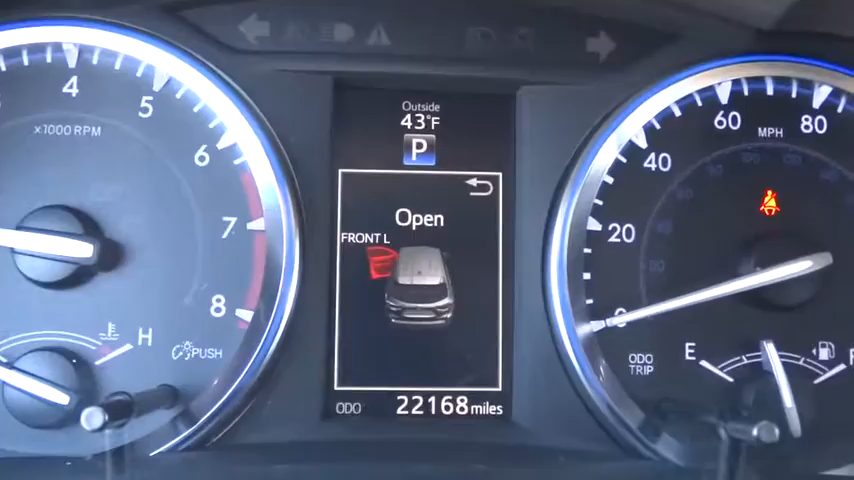 4
5
6
7
8
x1000 RPM
H
PUSH
Outside
43°F
P
Open
FRONT L
ODO 22168 miles
0
20
40
60
80
MPH
ODO
TRIP
E
F